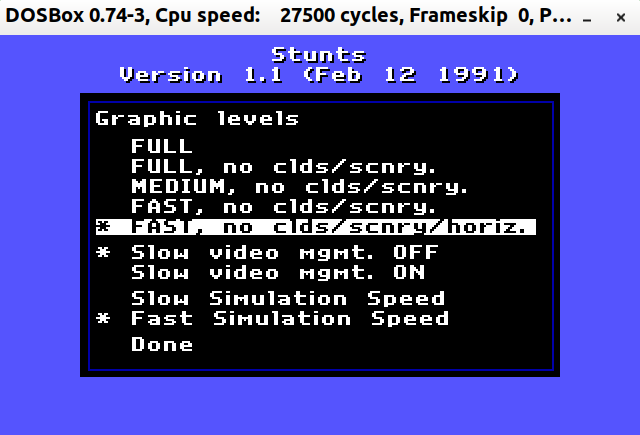 DOSBox 0.74-3, Cpu speed: 27500 cycles, Frameskip 0, P...
Stunts
Version 1.1 (Feb 12 1991)
Graphic levels
FULL
FULL, no clds/scnry.
MEDIUM, no clds/scnry.
FAST, no clds/scnry.
* FAST, no clds/scnry/horiz.
* Slow video mgmt. OFF
Slow video mgmt. ON
Slow Simulation Speed
* Fast Simulation Speed
Done